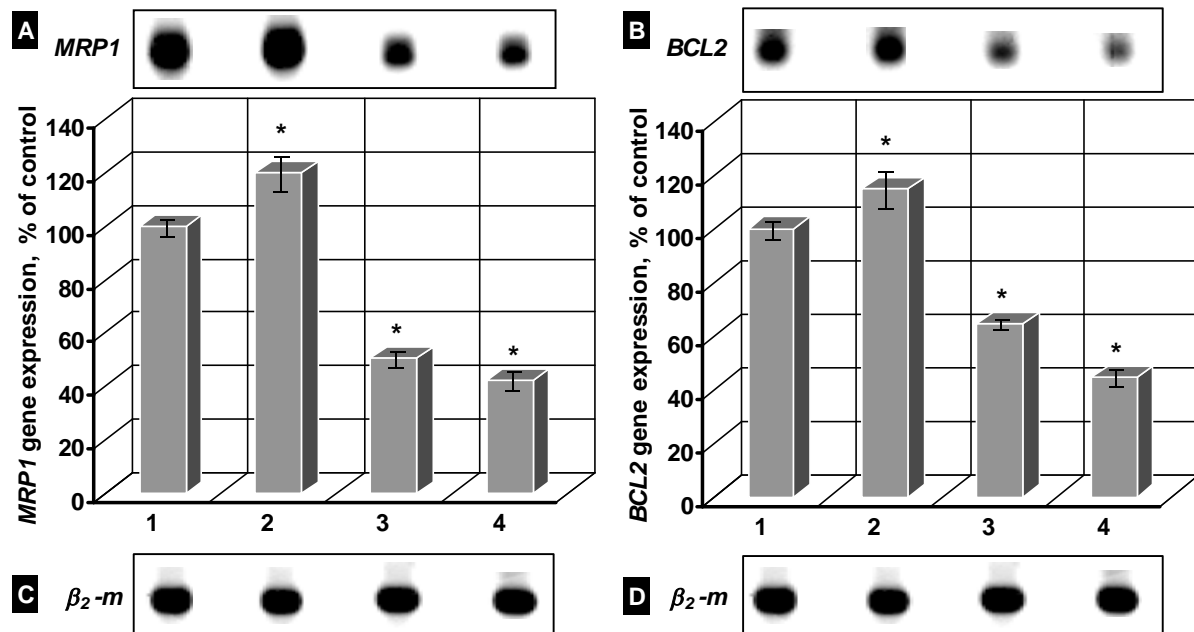 A MRP1
MRP1 gene expression, % of control
140
120
100
80
60
40
20
0
* * *
1 2 3 4
B BCL2
BCL2 gene expression, % of control
140
120
100
80
60
40
20
0
* * *
1 2 3 4
C β2-m
D β2-m